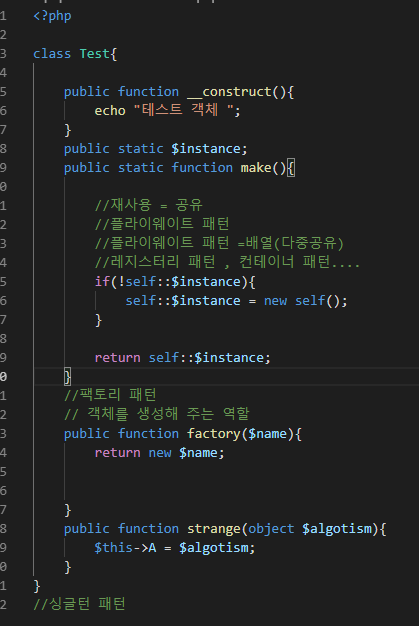 1 <?php
2
3 class Test{
4
5 public function __construct(){
6 echo "테스트 객체 ";
7 }
8 public static $instance;
9 public static function make(){
0
1 //재사용 = 공유
2 //플라이웨이트 패턴
3 //플라이웨이트 패턴 =배열(다중공유)
4 //레지스터리 패턴 , 컨테이너 패턴....
5 if(!self::$instance){
6 self::$instance = new self();
7 }
8
9 return self::$instance;
0 }
1 //팩토리 패턴
2 // 객체를 생성해 주는 역할
3 public function factory($name){
4 return new $name;
5
6
7 }
8 public function strange(object $algotism){
9 $this->A = $algotism;
0 }
1 }
2 //싱글턴 패턴